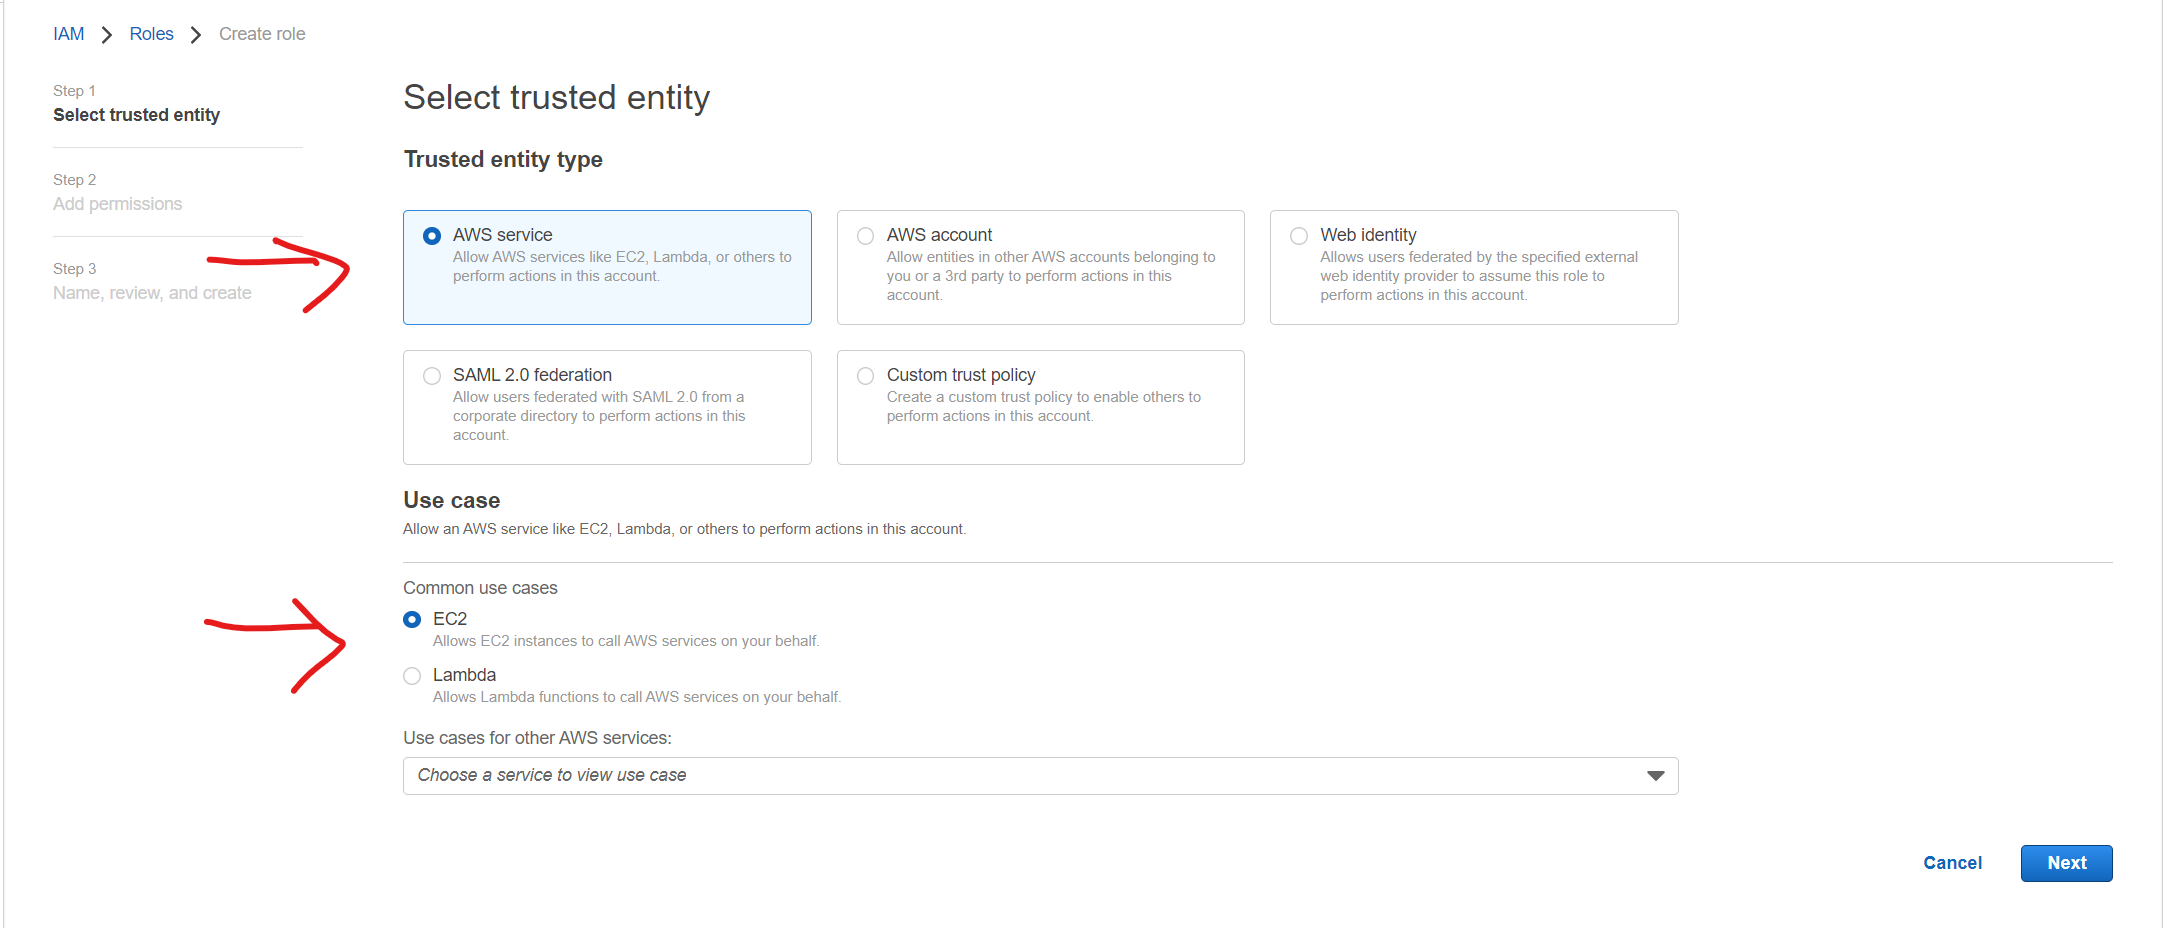 IAM > Roles > Create role
Step 1
Select trusted entity
Step 2
Add permissions
Step 3
Name, review, and create
Select trusted entity
Trusted entity type
AWS service
Allow AWS services like EC2, Lambda, or others to
perform actions in this account.
AWS account
Allow entities in other AWS accounts belonging to
you or a 3rd party to perform actions in this
account.
Web identity
Allows users federated by the specified external
web identity provider to assume this role to
perform actions in this account.
SAML 2.0 federation
Allow users federated with SAML 2.0 from a
corporate directory to perform actions in this
account.
Custom trust policy
Create a custom trust policy to enable others to
perform actions in this account.
Use case
Allow an AWS service like EC2, Lambda, or others to perform actions in this account.
Common use cases
EC2
Allows EC2 instances to call AWS services on your behalf.
Lambda
Allows Lambda functions to call AWS services on your behalf.
Use cases for other AWS services:
Choose a service to view use case
Cancel
Next